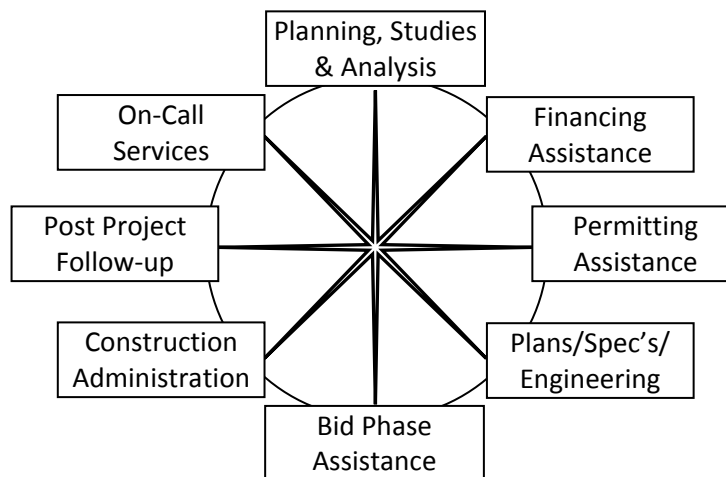 Planning, Studies
& Analysis
On-Call
Services
Financing
Assistance
Post Project
Follow-up
Permitting
Assistance
Construction
Administration
Plans/Spec’s/
Engineering
Bid Phase
Assistance